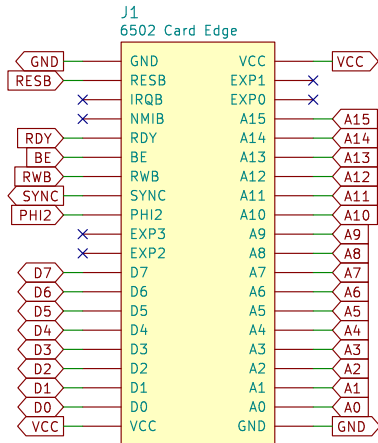 J1
6502 Card Edge
GND GND VCC VCC
RESB RESB EXP1
IRQB EXP0
NMIB A15 A15
RDY RDY A14 A14
BE BE A13 A13
RWB RWB A12 A12
SYNC SYNC A11 A11
PHI2 PHI2 A10 A10
EXP3 A9 A9
EXP2 A8 A8
D7 D7 A7 A7
D6 D6 A6 A6
D5 D5 A5 A5
D4 D4 A4 A4
D3 D3 A3 A3
D2 D2 A2 A2
D1 D1 A1 A1
D0 D0 A0 A0
VCC VCC GND GND